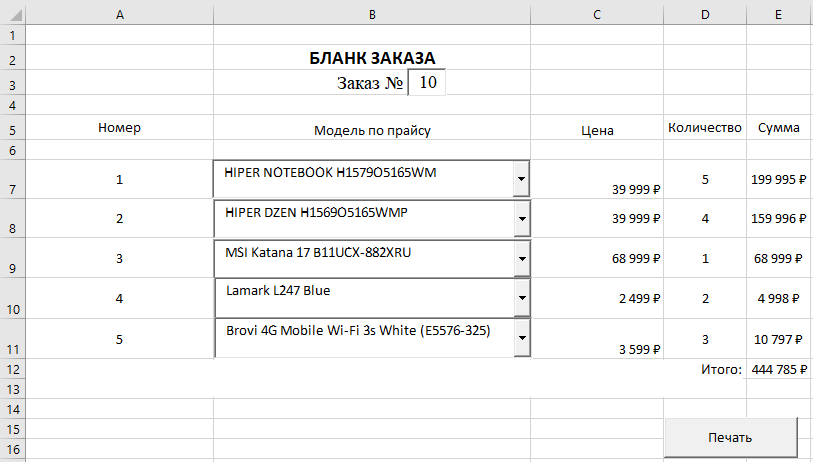 A B C D E
1
2 БЛАНК ЗАКАЗА
3 Заказ № 10
4
5 Номер Модель по прайсу Цена Количество Сумма
6
7 1 HIPER NOTEBOOK H1579O5165WM 39 999 ₽ 5 199 995 ₽
8 2 HIPER DZEN H1569O5165WMP 39 999 ₽ 4 159 996 ₽
9 3 MSI Katana 17 B11UCX-882XRU 68 999 ₽ 1 68 999 ₽
10 4 Lamark L247 Blue 2 499 ₽ 2 4 998 ₽
11 5 Brovi 4G Mobile Wi-Fi 3s White (E5576-325) 3 599 ₽ 3 10 797 ₽
12 Итого: 444 785 ₽
13
14
15 Печать
16